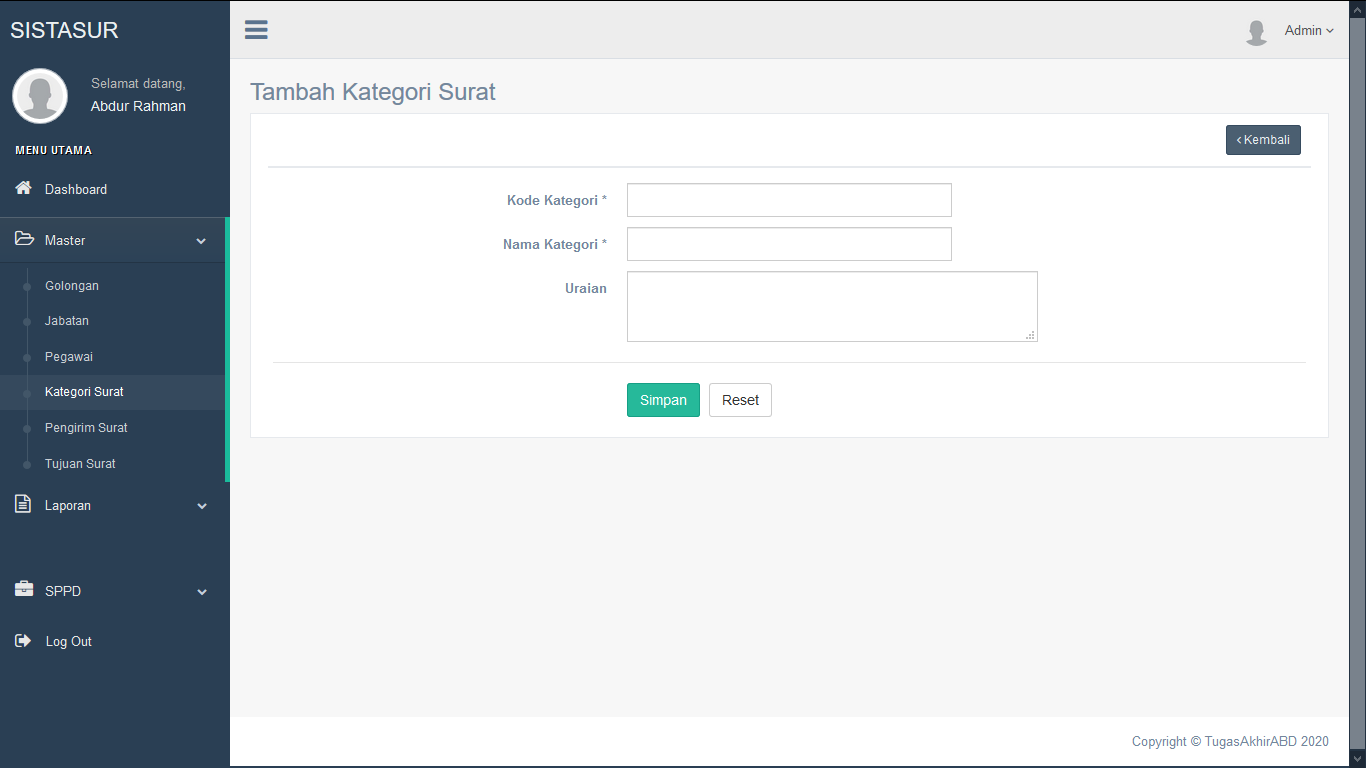 SISTASUR
Selamat datang,
Abdur Rahman
MENU UTAMA
Dashboard
Master
Golongan
Jabatan
Pegawai
Kategori Surat
Pengirim Surat
Tujuan Surat
Laporan
SPPD
Log Out
Admin
Tambah Kategori Surat
Kembali
Kode Kategori *
Nama Kategori *
Uraian
Simpan
Reset
Copyright © TugasAkhirABD 2020